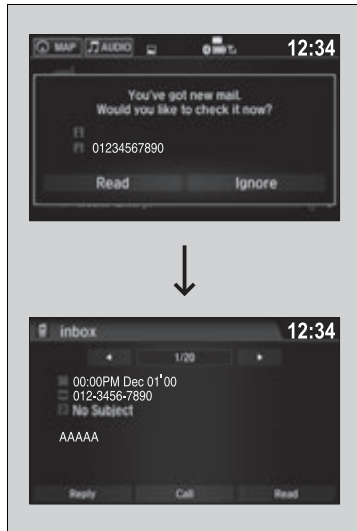 MAP AUDIO 12:34
You've got new mail.
Would you like to check it now?
01234567890
Read Ignore
inbox 12:34
1/20
00:00PM Dec 01'00
012-3456-7890
No Subject
AAAAA
Reply Call Read